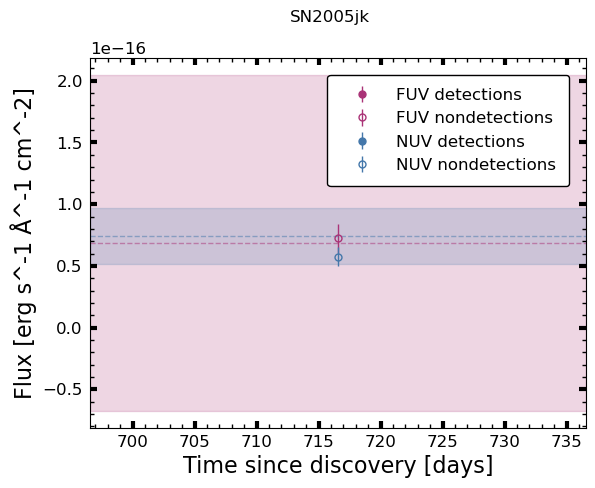 SN2005jk
1e−16
2.0
1.5
1.0
0.5
0.0
−0.5
Flux [erg s^-1 Å^-1 cm^-2]
FUV detections
FUV nondetections
NUV detections
NUV nondetections
700 705 710 715 720 725 730 735
Time since discovery [days]